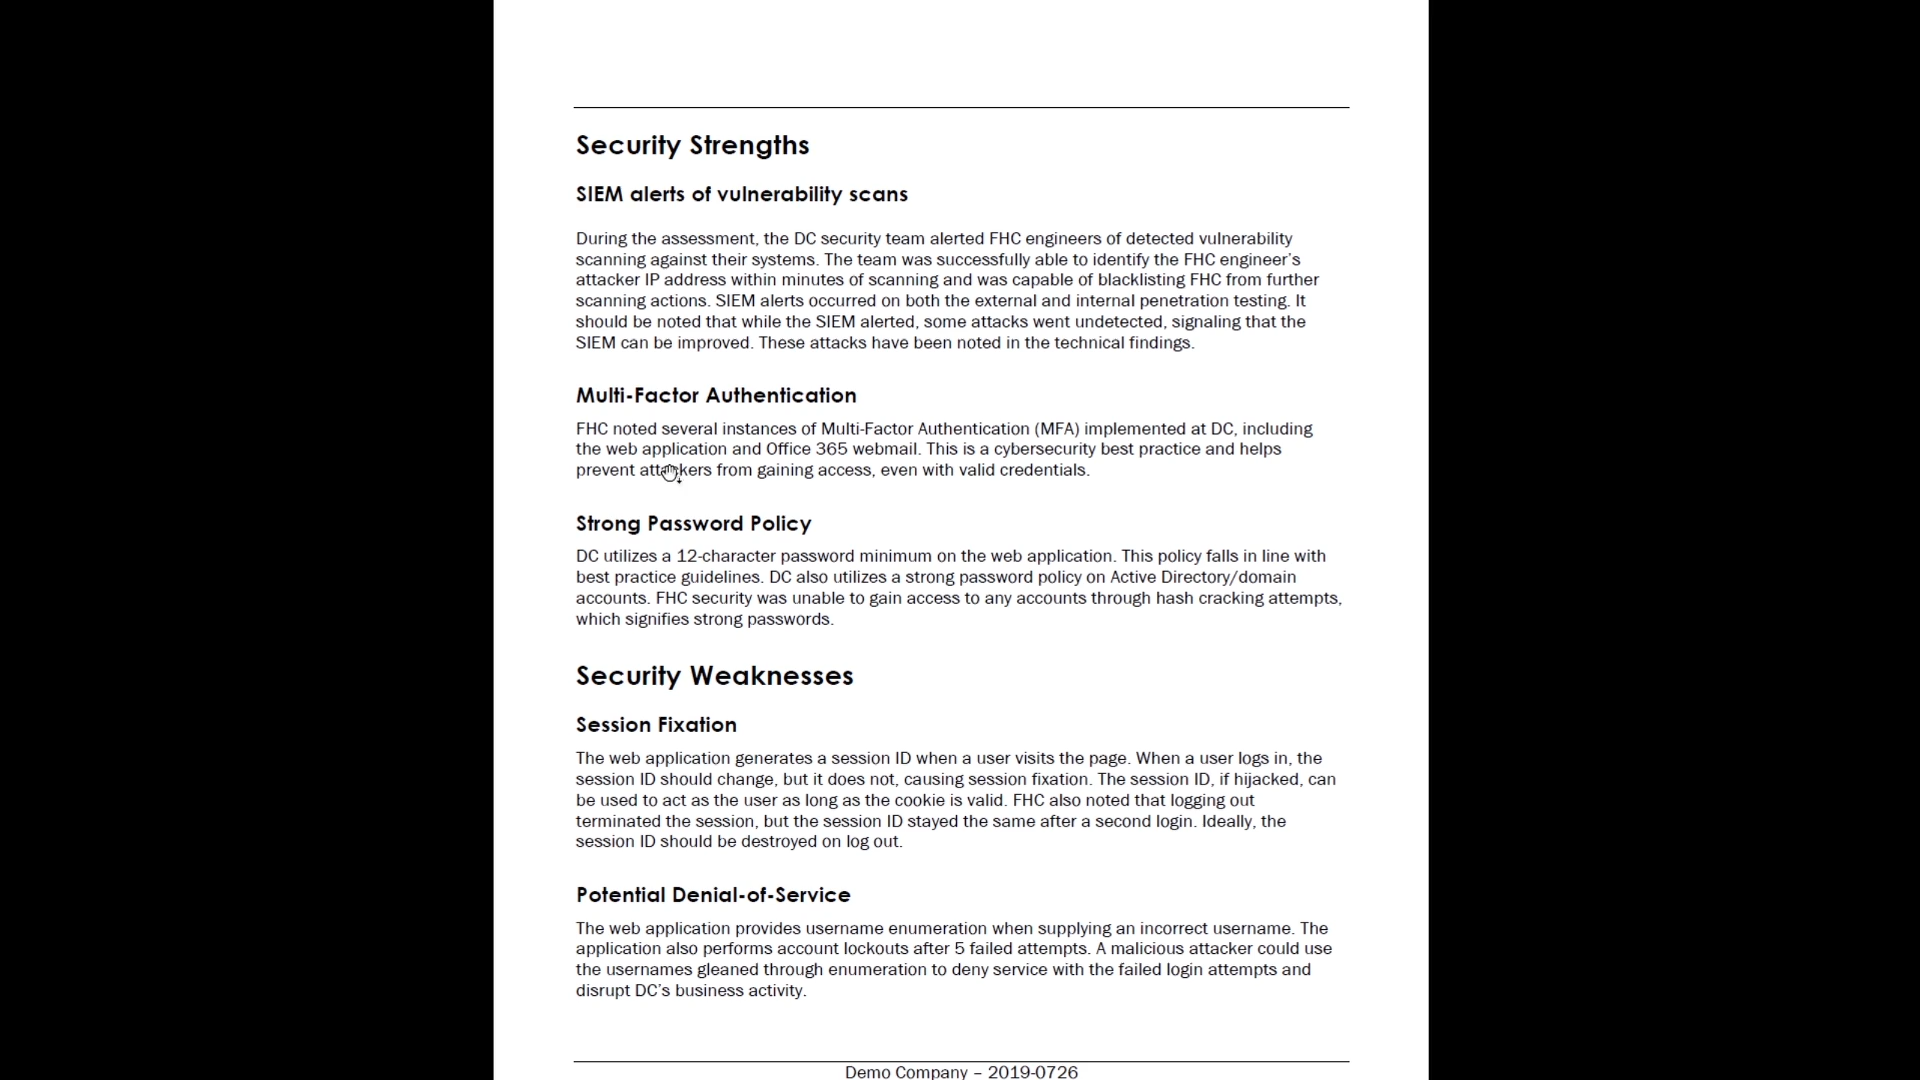 Security Strengths
SIEM alerts of vulnerability scans
During the assessment, the DC security team alerted FHC engineers of detected vulnerability
scanning against their systems. The team was successfully able to identify the FHC engineer's
attacker IP address within minutes of scanning and was capable of blacklisting FHC from further
scanning actions. SIEM alerts occurred on both the external and internal penetration testing. It
should be noted that while the SIEM alerted, some attacks went undetected, signaling that the
SIEM can be improved. These attacks have been noted in the technical findings.
Multi-Factor Authentication
FHC noted several instances of Multi-Factor Authentication (MFA) implemented at DC, including
the web application and Office 365 webmail. This is a cybersecurity best practice and helps
prevent attackers from gaining access, even with valid credentials.
Strong Password Policy
DC utilizes a 12-character password minimum on the web application. This policy falls in line with
best practice guidelines. DC also utilizes a strong password policy on Active Directory/domain
accounts. FHC security was unable to gain access to any accounts through hash cracking attempts,
which signifies strong passwords.
Security Weaknesses
Session Fixation
The web application generates a session ID when a user visits the page. When a user logs in, the
session ID should change, but it does not, causing session fixation. The session ID, if hijacked, can
be used to act as the user as long as the cookie is valid. FHC also noted that logging out
terminated the session, but the session ID stayed the same after a second login. Ideally, the
session ID should be destroyed on log out.
Potential Denial-of-Service
The web application provides username enumeration when supplying an incorrect username. The
application also performs account lockouts after 5 failed attempts. A malicious attacker could use
the usernames gleaned through enumeration to deny service with the failed login attempts and
disrupt DC's business activity.
Demo Company – 2019-0726